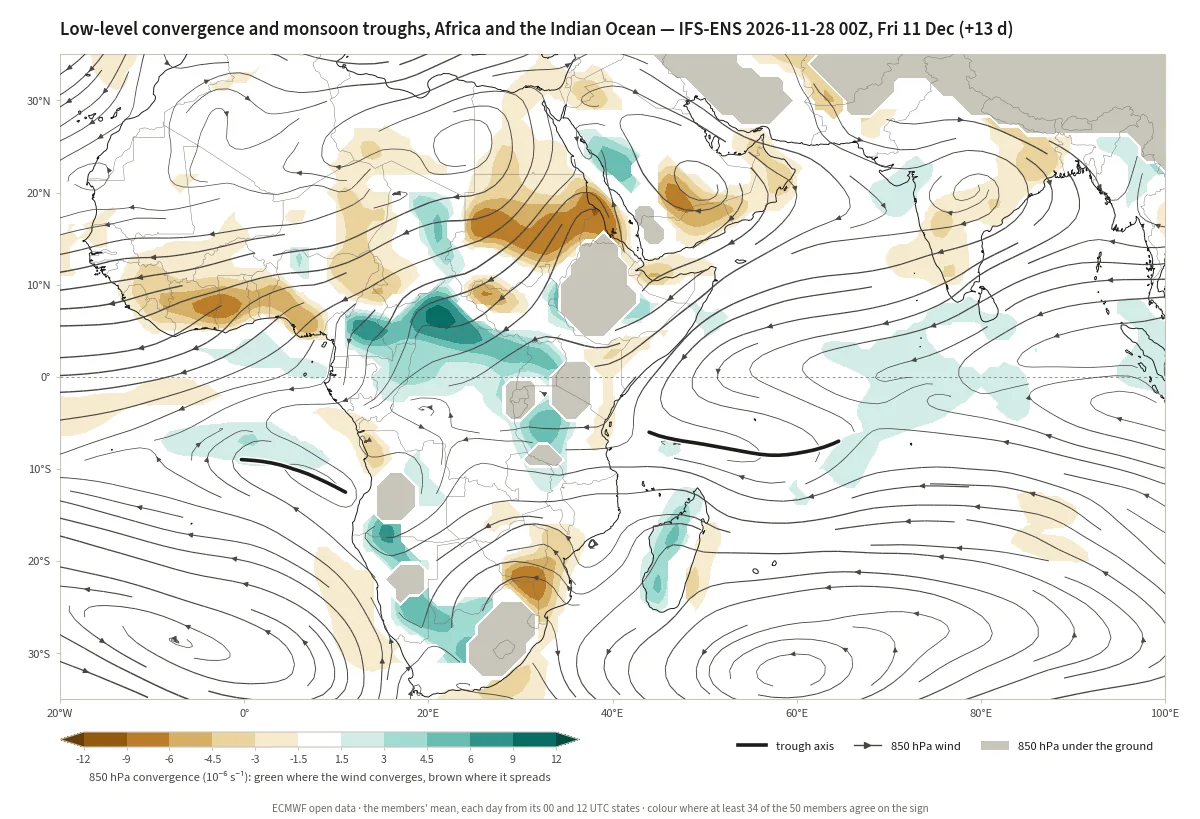 Low-level convergence and monsoon troughs, Africa and the Indian Ocean — IFS-ENS 2026-11-28 00Z, Fri 11 Dec (+13 d)
30°N
20°N
10°N
0°
10°S
20°S
30°S
20°W 0° 20°E 40°E 60°E 80°E 100°E
-12 -9 -6 -4.5 -3 -1.5 1.5 3 4.5 6 9 12
850 hPa convergence (10⁻⁶ s⁻¹): green where the wind converges, brown where it spreads
trough axis 850 hPa wind 850 hPa under the ground
ECMWF open data · the members' mean, each day from its 00 and 12 UTC states · colour where at least 34 of the 50 members agree on the sign